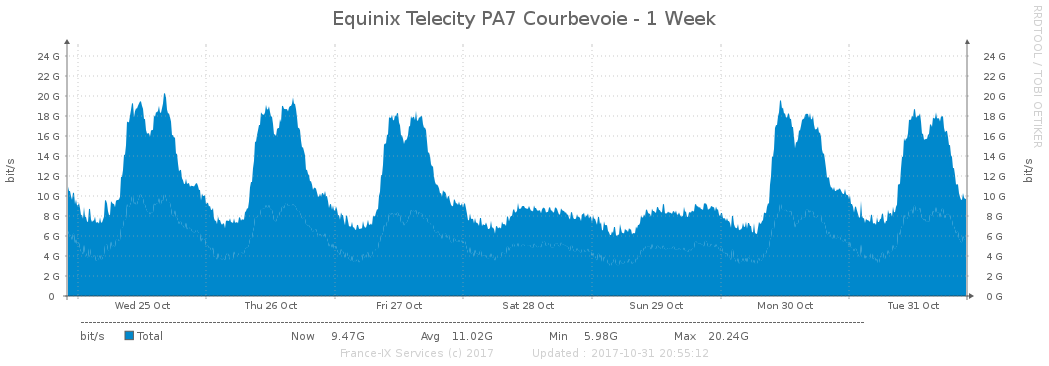 Equinix Telecity PA7 Courbevoie - 1 Week
RRDTOOL / TOBI OETIKER
bit/s
24 G 24 G
22 G 22 G
20 G 20 G
18 G 18 G
16 G 16 G
14 G 14 G
12 G 12 G
10 G 10 G
8 G 8 G
6 G 6 G
4 G 4 G
2 G 2 G
0 0 G
bit/s
Wed 25 Oct Thu 26 Oct Fri 27 Oct Sat 28 Oct Sun 29 Oct Mon 30 Oct Tue 31 Oct
bit/s Total Now 9.47G Avg 11.02G Min 5.98G Max 20.24G
France-IX Services (c) 2017 Updated : 2017-10-31 20:55:12